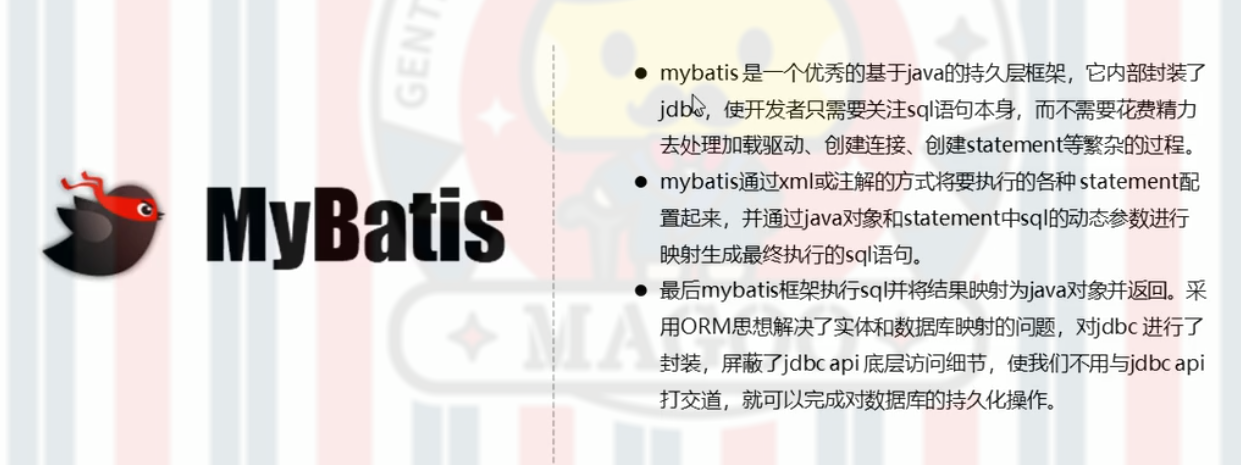 GENT
MyBatis
● mybatis 是一个优秀的基于java的持久层框架，它内部封装了
jdbc，使开发者只需要关注sql语句本身，而不需要花费精力
去处理加载驱动、创建连接、创建statement等繁杂的过程。
● mybatis通过xml或注解的方式将要执行的各种 statement配
置起来，并通过java对象和statement中sql的动态参数进行
映射生成最终执行的sql语句。
● 最后mybatis框架执行sql并将结果映射为java对象并返回。采
用ORM思想解决了实体和数据库映射的问题，对jdbc 进行了
封装，屏蔽了jdbc api 底层访问细节，使我们不用与jdbc api
打交道，就可以完成对数据库的持久化操作。